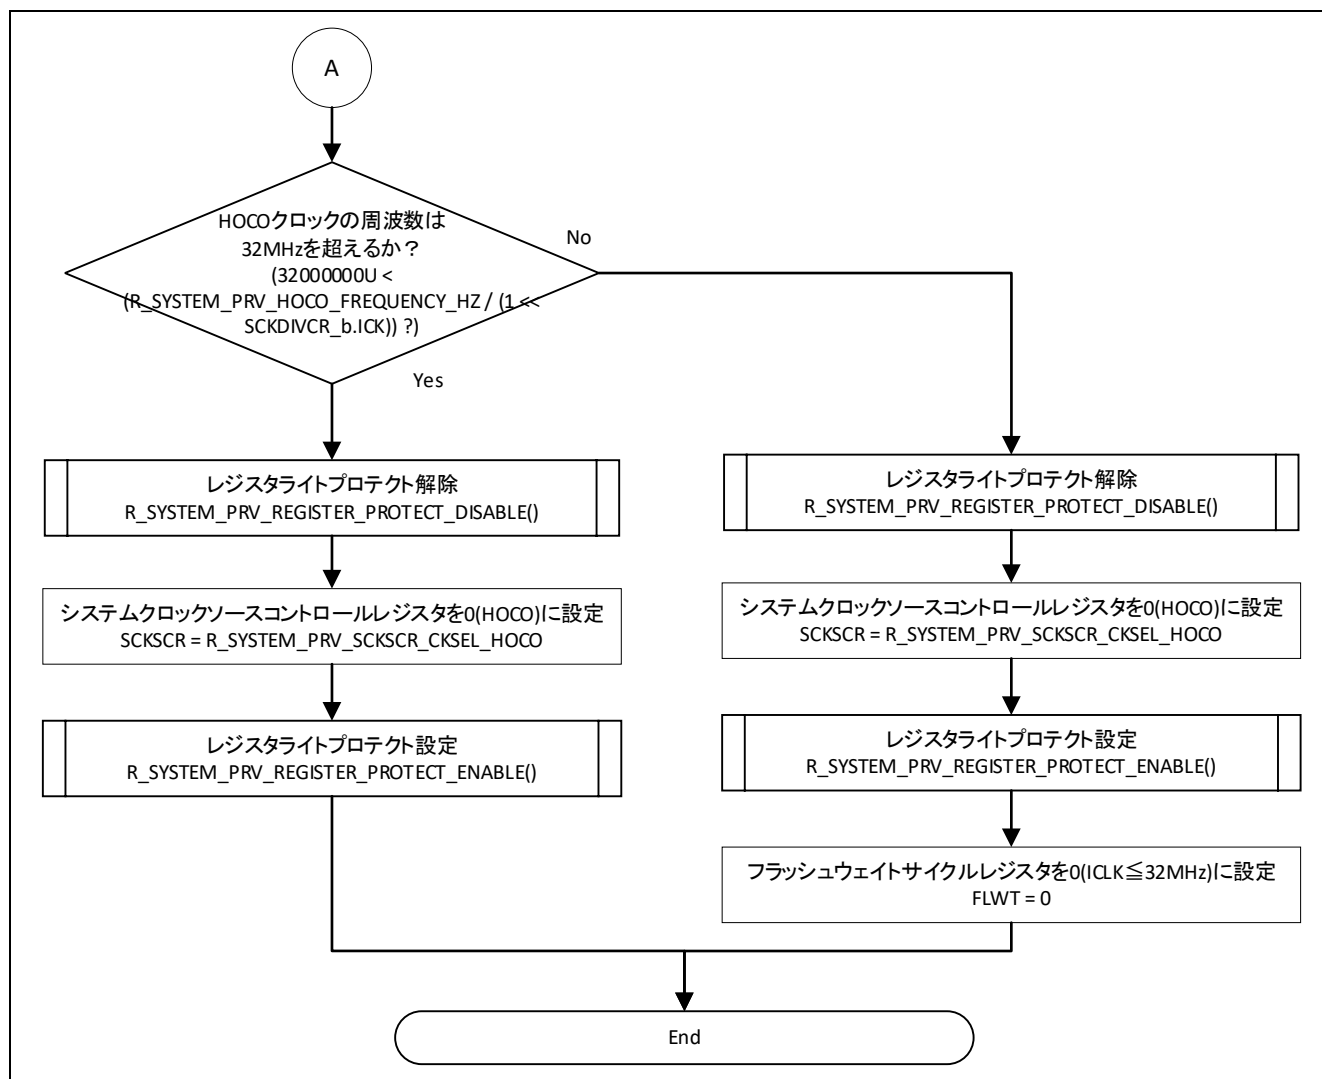 A
HOCOクロックの周波数は
32MHzを超えるか？
(32000000U <
(R_SYSTEM_PRV_HOCO_FREQUENCY_HZ / (1 <<
SCKDIVCR_b.ICK)) ?)
No
Yes
レジスタライトプロテクト解除
R_SYSTEM_PRV_REGISTER_PROTECT_DISABLE()
システムクロックソースコントロールレジスタを0(HOCO)に設定
SCKSCR = R_SYSTEM_PRV_SCKSCR_CKSEL_HOCO
レジスタライトプロテクト設定
R_SYSTEM_PRV_REGISTER_PROTECT_ENABLE()
レジスタライトプロテクト解除
R_SYSTEM_PRV_REGISTER_PROTECT_DISABLE()
システムクロックソースコントロールレジスタを0(HOCO)に設定
SCKSCR = R_SYSTEM_PRV_SCKSCR_CKSEL_HOCO
レジスタライトプロテクト設定
R_SYSTEM_PRV_REGISTER_PROTECT_ENABLE()
フラッシュウェイトサイクルレジスタを0(ICLK≦32MHz)に設定
FLWT = 0
End